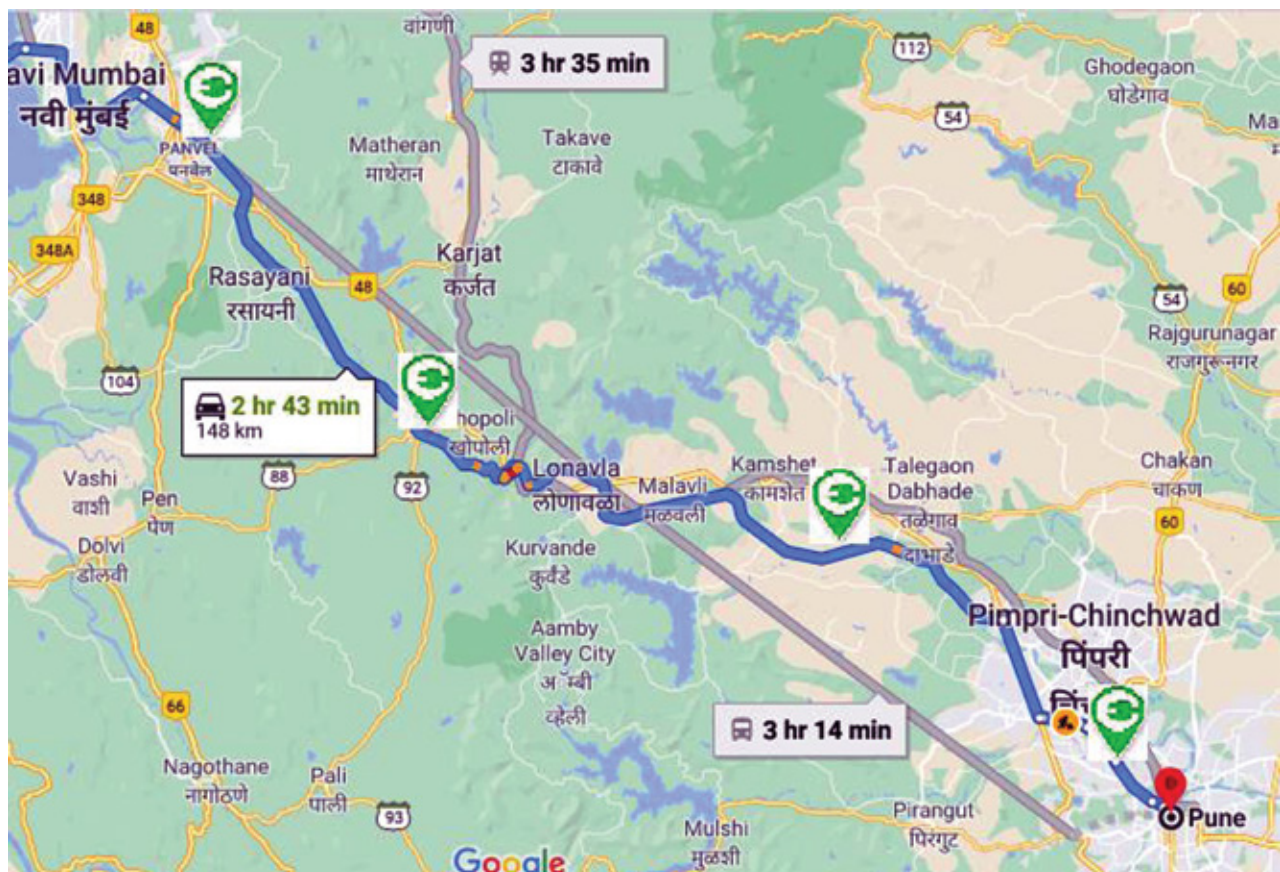 वांगणी
48
3 hr 35 min
112
Ghodegaon
घोडेगाव
avi Mumbai
नवी मुंबई
54
PANVEL
पनवेल
Matheran
माथेरान
Takave
टाकावे
348
348A
Karjat
कर्जत
Rasayani
रसायनी
48
60
54
Rajgurunagar
राजगुरूनगर
104
2 hr 43 min
148 km
hopoli
खोपोली
Lonavla
लोणावळा
Kamshet
कामशेत
Talegaon
Dabhade
तळेगाव
दाभाडे
Chakan
चाकण
Vashi
वाशी
Pen
पेण
88
92
Malavli
मळवली
60
Dolvi
डोलवी
Kurvande
कुर्वंडे
Pimpri-Chinchwad
पिंपरी
Aamby
Valley City
अ‍ॅम्बी
व्हेली
66
3 hr 14 min
Nagothane
नागोठणे
Pali
पाली
93
Pirangut
पिरंगुट
Pune
Mulshi
मुळशी
Google